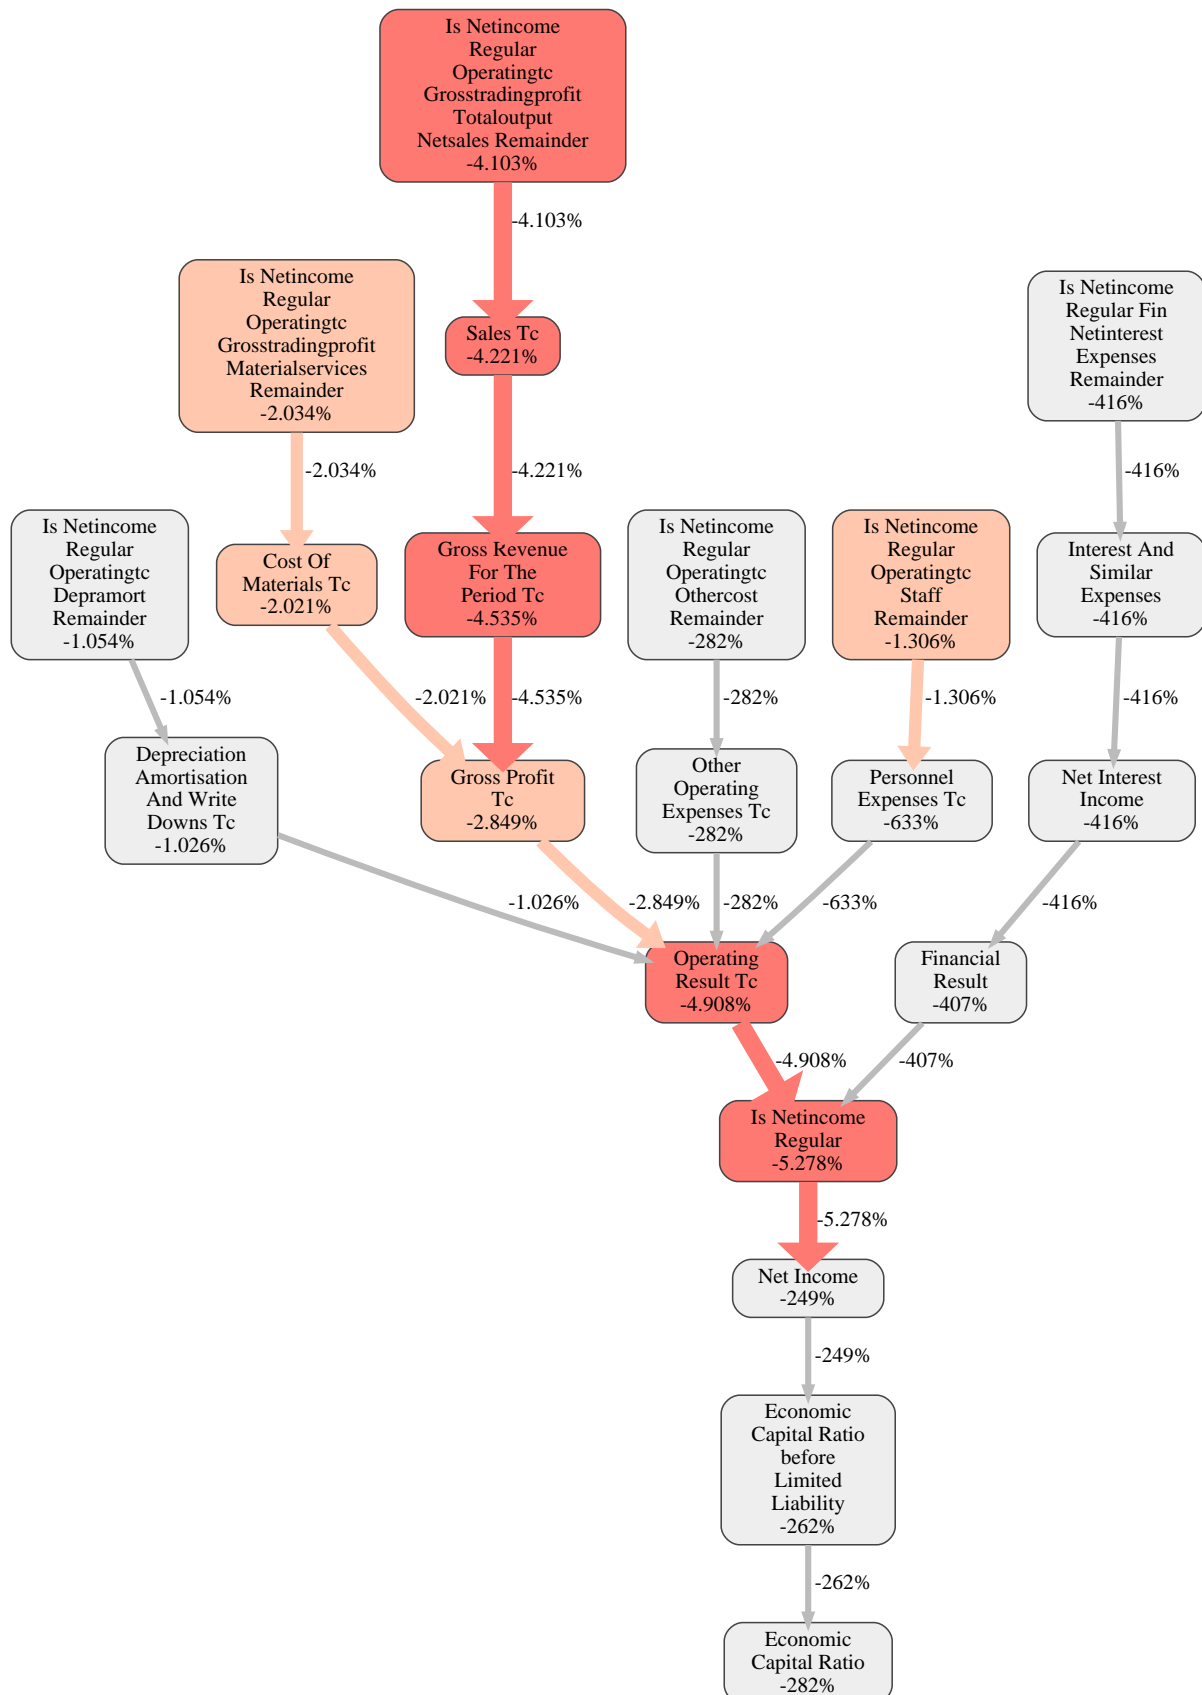 Is Netincome
Regular
Operatingtc
Grosstradingprofit
Totaloutput
Netsales Remainder
-4.103%
-4.103%
Is Netincome
Regular
Operatingtc
Grosstradingprofit
Materialservices
Remainder
-2.034%
Sales Tc
-4.221%
Is Netincome
Regular Fin
Netinterest
Expenses
Remainder
-416%
-2.034%
-4.221%
-416%
Is Netincome
Regular
Operatingtc
Depramort
Remainder
-1.054%
Cost Of
Materials Tc
-2.021%
Gross Revenue
For The
Period Tc
-4.535%
Is Netincome
Regular
Operatingtc
Othercost
Remainder
-282%
Is Netincome
Regular
Operatingtc
Staff
Remainder
-1.306%
Interest And
Similar
Expenses
-416%
-1.054%
-2.021%
-4.535%
-282%
-1.306%
-416%
Depreciation
Amortisation
And Write
Downs Tc
-1.026%
Gross Profit
Tc
-2.849%
Other
Operating
Expenses Tc
-282%
Personnel
Expenses Tc
-633%
Net Interest
Income
-416%
-1.026%
-2.849%
-282%
-633%
-416%
Operating
Result Tc
-4.908%
Financial
Result
-407%
-4.908%
-407%
Is Netincome
Regular
-5.278%
-5.278%
Net Income
-249%
-249%
Economic
Capital Ratio
before
Limited
Liability
-262%
-262%
Economic
Capital Ratio
-282%